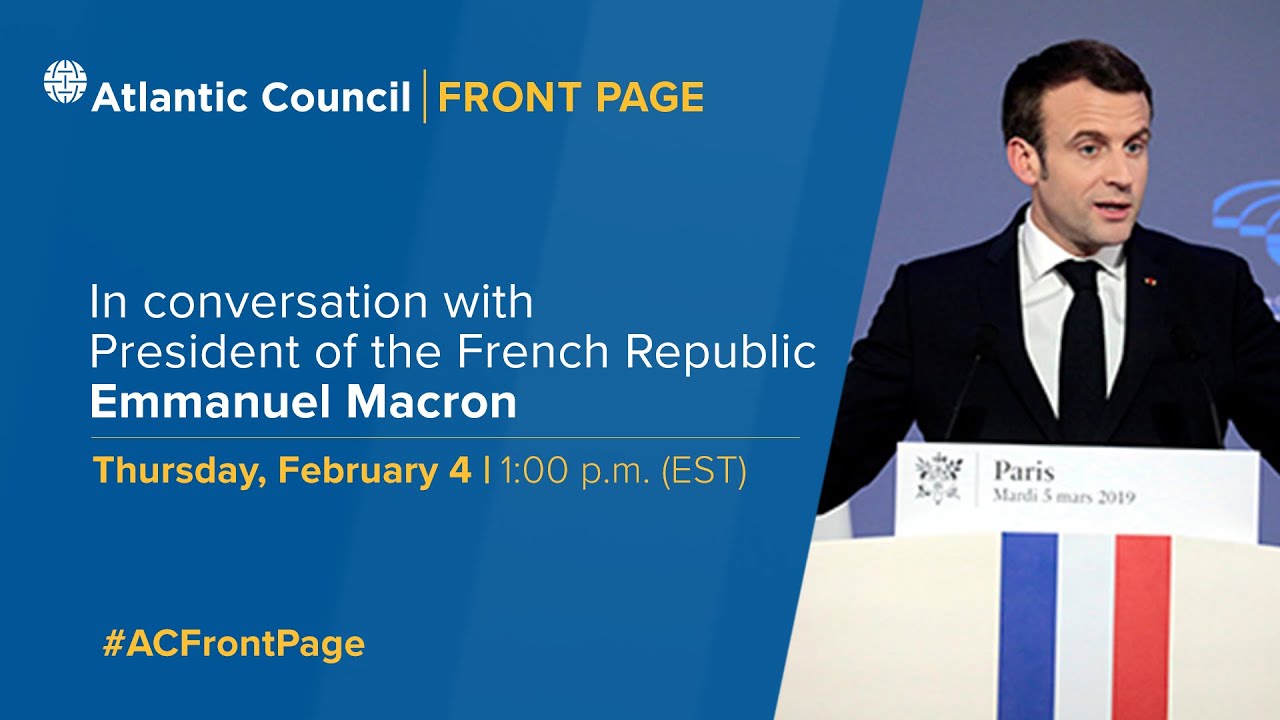 Atlantic Council | FRONT PAGE
In conversation with
President of the French Republic
Emmanuel Macron
Thursday, February 4 | 1:00 p.m. (EST)
#ACFrontPage
Paris
Mardi 5 mars 2019